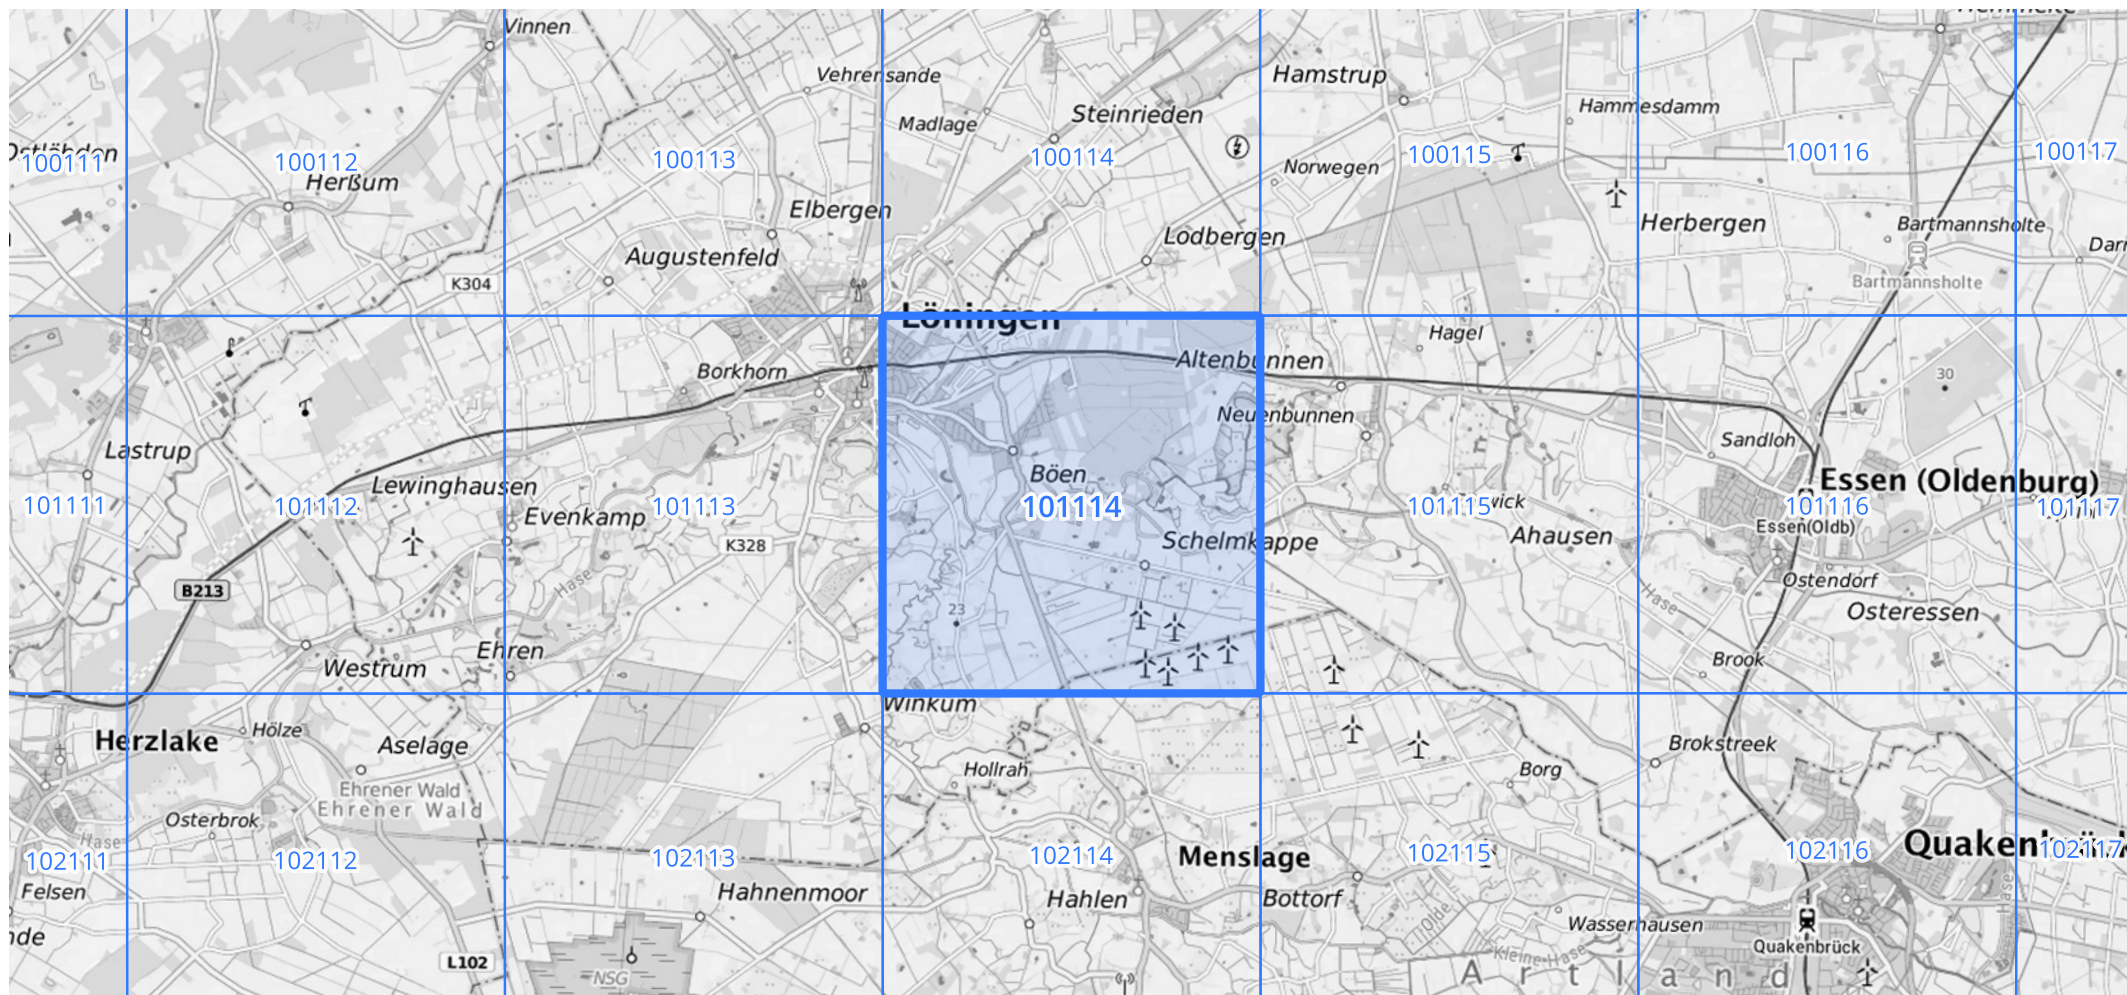 Vinnen
Vehrensande
Hamstrup
Steinrieden
Hammesdamm
Madlage
100111
100112
100113
100114
100115
100116
100117
Norwegen
Herßum
Elbergen
Herbergen
Bartmannsholte
Lodbergen
Augustenfeld
K304
Bartmannsholte
Löningen
Hagel
Altenbunnen
Borkhorn
30
Neuenbunnen
Sandloh
Lastrup
Böen
Essen (Oldenburg)
Lewinghausen
101111
101112
101113
101114
101115
101116
101117
Evenkamp
Essen(Oldb)
Ahausen
K328
Schelmkappe
Hase
B213
Ostendorf
Hase
23
Osteressen
Ehren
Westrum
Brook
Winkum
Hölze
Herzlake
Aselage
Brokstreek
Hollrah
Borg
Ehrener Wald
Ehrener Wald
Osterbrok
Hase
102111
102112
102113
102114
Menslage
102115
102116
102117
Felsen
Hahnenmoor
Hahlen
Bottorf
Olde
Hase
Wasserhausen
Quakenbrück
Kleine Hase
L102
NSG
Artland